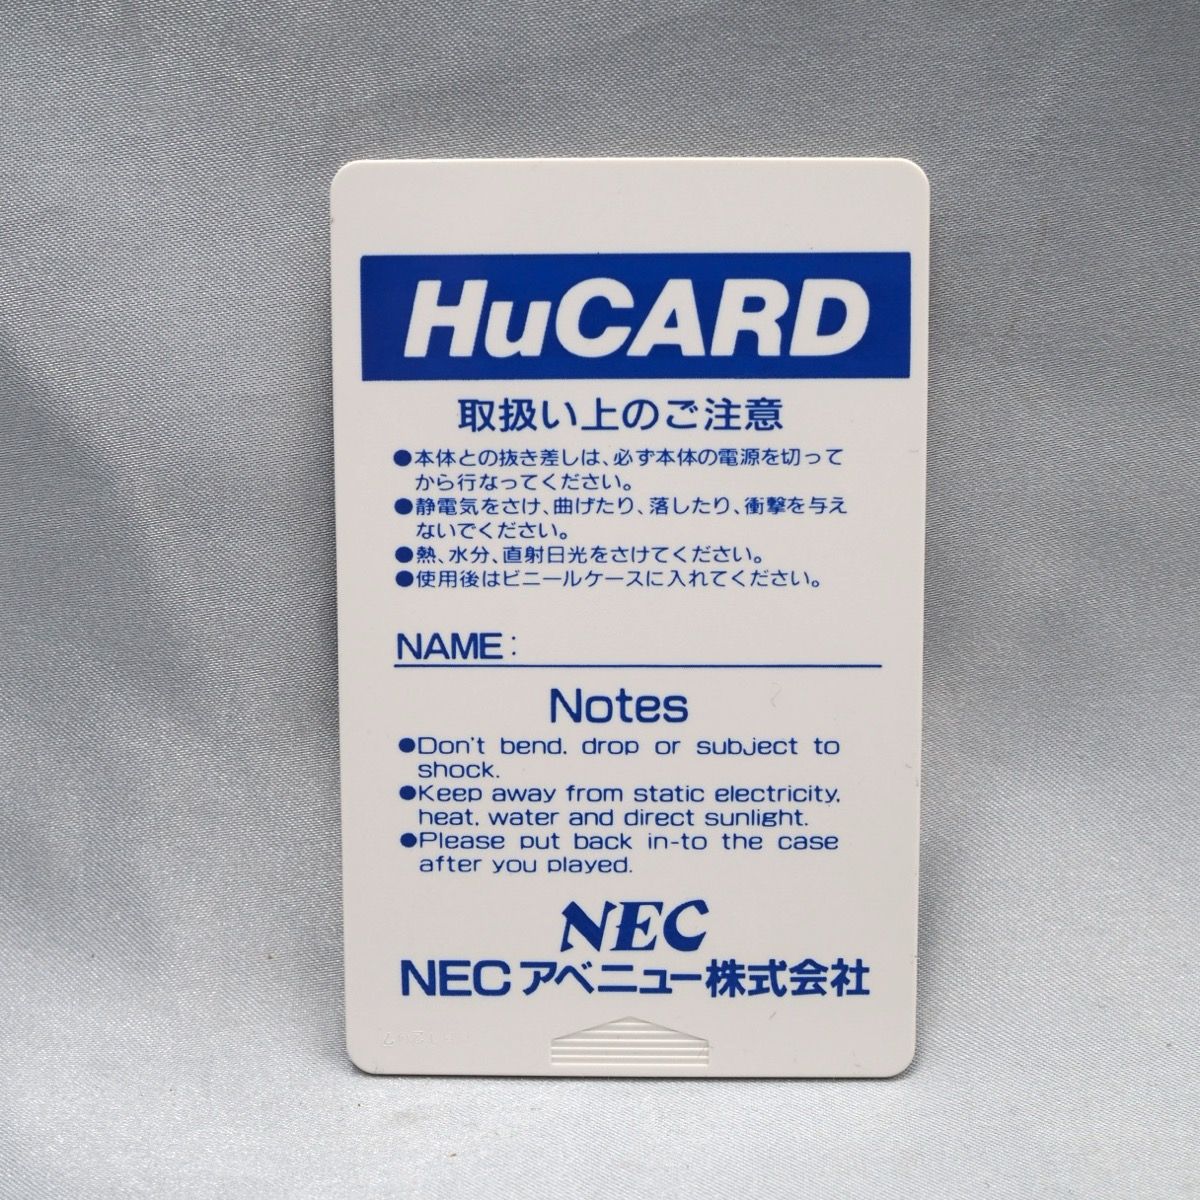 HuCARD
取扱い上のご注意
●本体との抜き差しは、必ず本体の電源を切って
から行なってください。
●静電気をさけ、曲げたり、落したり、衝撃を与え
ないでください。
●熱、水分、直射日光をさけてください。
●使用後はビニールケースに入れてください。
NAME:
Notes
●Don't bend. drop or subject to
shock.
●Keep away from static electricity.
heat. water and direct sunlight.
●Please put back in-to the case
after you played.
NEC
NECアベニュー株式会社